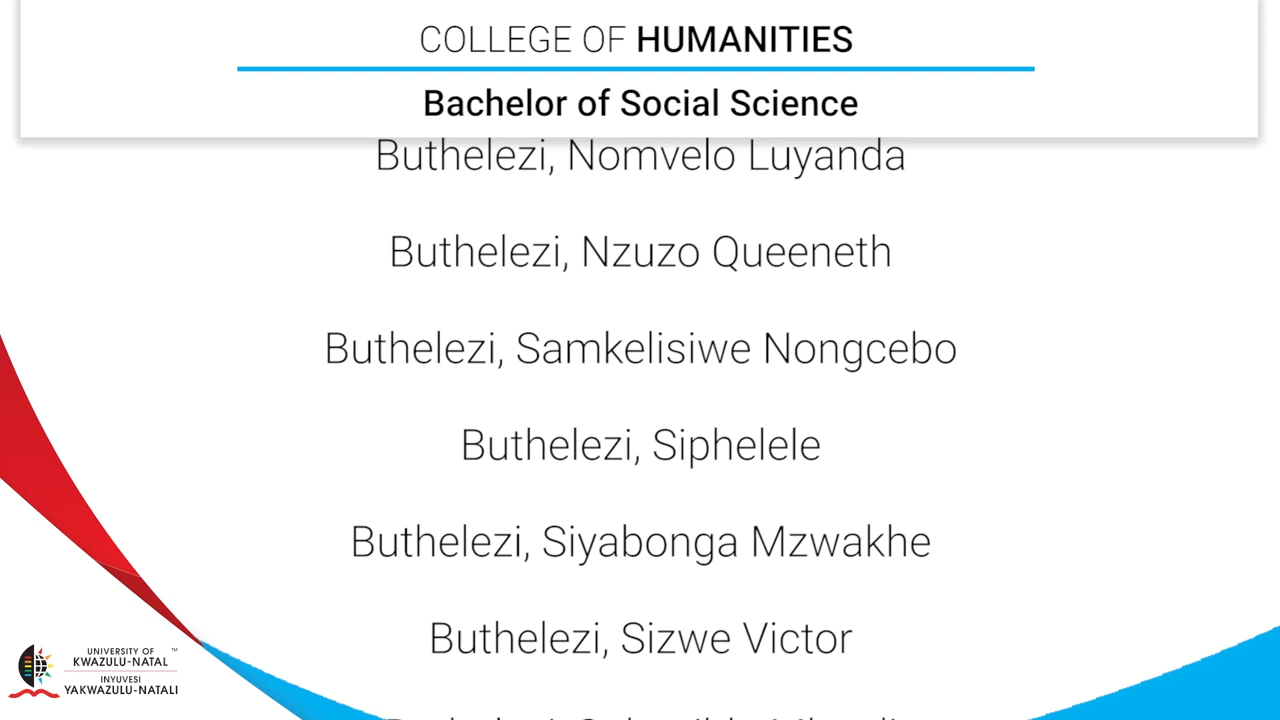 COLLEGE OF HUMANITIES
Bachelor of Social Science
Buthelezi, Nomvelo Luyanda
Buthelezi, Nzuzo Queeneth
Buthelezi, Samkelisiwe Nongcebo
Buthelezi, Siphelele
Buthelezi, Siyabonga Mzwakhe
Buthelezi, Sizwe Victor
UNIVERSITY OF ™
KWAZULU-NATAL
INYUVESI
YAKWAZULU-NATALI